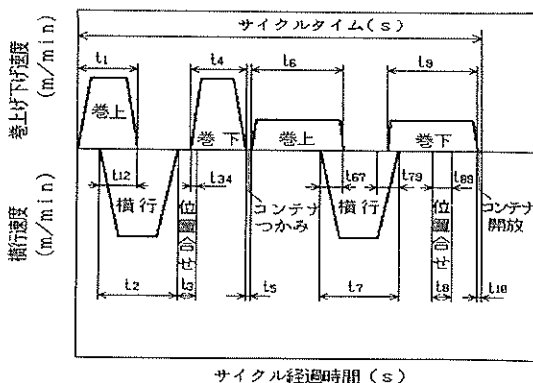 サイクルタイム(s)
巻上げ下げ速度
(m/min)
t1
t4
t6
t9
巻上
巻下
巻上
巻下
横行速度
(m/min)
t12
t34
t67
t79
t89
横行
位置合せ
コンテナ
つかみ
横行
位置合せ
コンテナ
開放
t2
t3
t5
t7
t8
t10
サイクル経過時間(s)